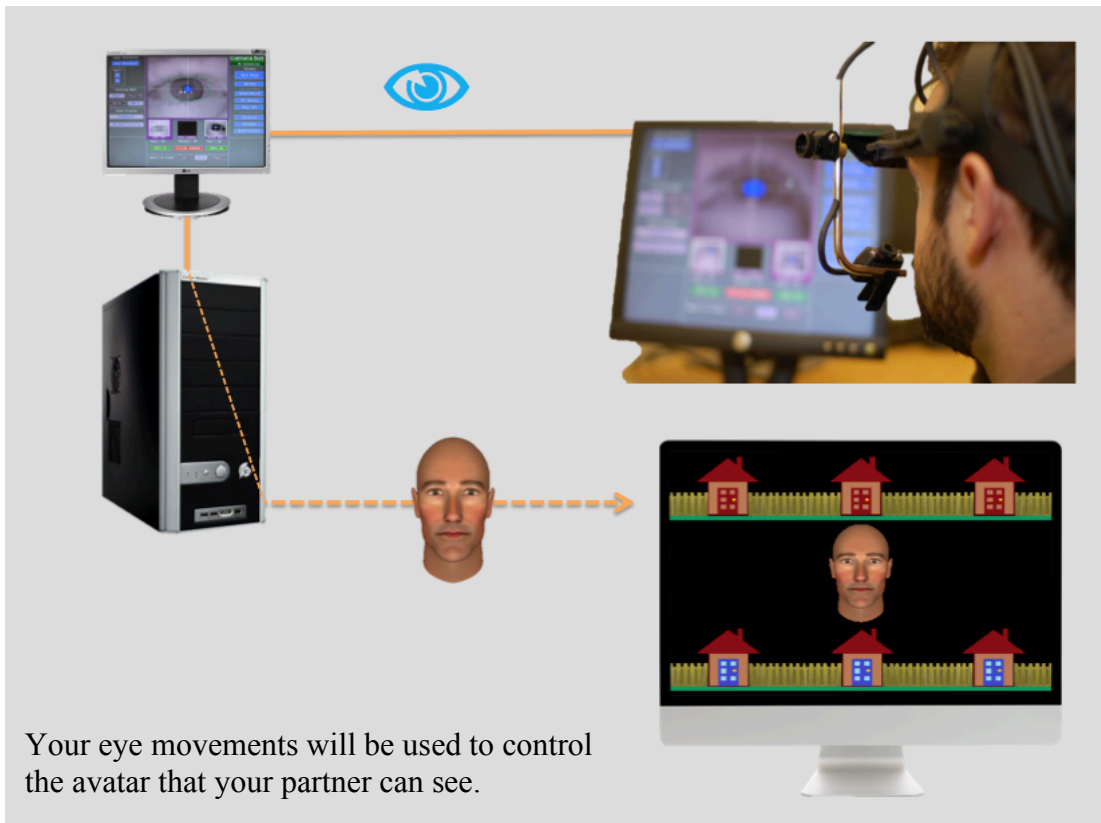 Your eye movements will be used to control
the avatar that your partner can see.